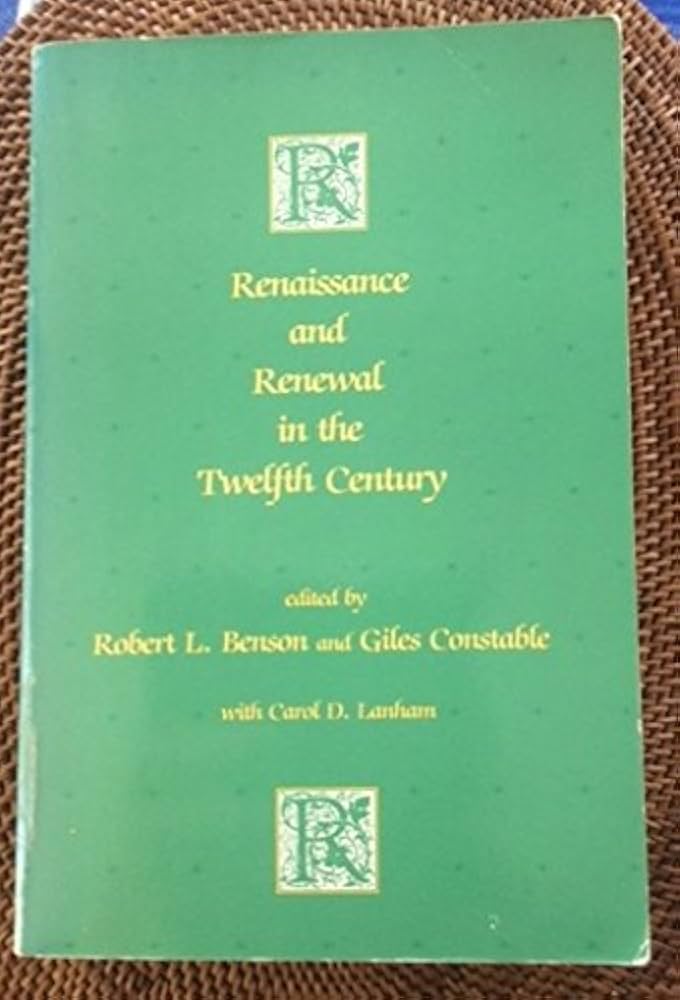 R
Renaissance
and
Renewal
in the
Twelfth Century
edited by
Robert L. Benson and Giles Constable
with Carol D. Lanham
R